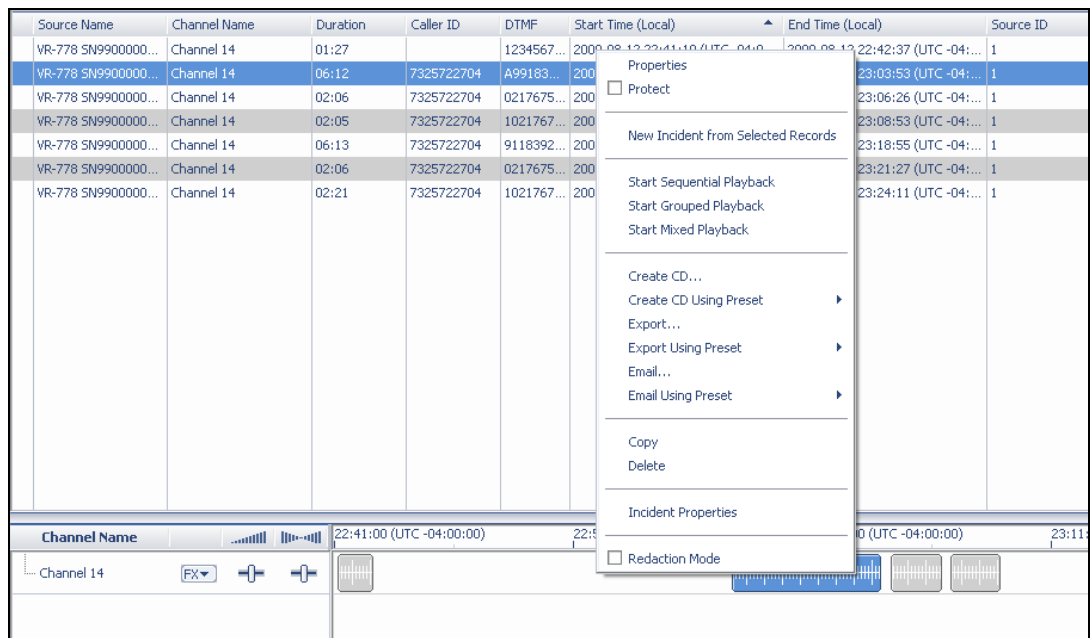 Source Name Channel Name Duration Caller ID DTMF Start Time (Local) End Time (Local) Source ID
VR-778 SN9900000... Channel 14 01:27 1234567... 2009-08-12 22:41:10 (UTC -04:0... 2009-08-12 22:42:37 (UTC -04:... 1
VR-778 SN9900000... Channel 14 06:12 7325722704 A99183... 200 23:03:53 (UTC -04:... 1
VR-778 SN9900000... Channel 14 02:06 7325722704 0217675... 200 23:06:26 (UTC -04:... 1
VR-778 SN9900000... Channel 14 02:05 7325722704 1021767... 200 23:08:53 (UTC -04:... 1
VR-778 SN9900000... Channel 14 06:13 7325722704 9118392... 200 23:18:55 (UTC -04:... 1
VR-778 SN9900000... Channel 14 02:06 7325722704 0217675... 200 23:21:27 (UTC -04:... 1
VR-778 SN9900000... Channel 14 02:21 7325722704 1021767... 200 23:24:11 (UTC -04:... 1
Properties
Protect
New Incident from Selected Records
Start Sequential Playback
Start Grouped Playback
Start Mixed Playback
Create CD...
Create CD Using Preset
Export...
Export Using Preset
Email...
Email Using Preset
Copy
Delete
Incident Properties
Redaction Mode
Channel Name 22:41:00 (UTC -04:00:00) 22:5 0 (UTC -04:00:00) 23:11:
Channel 14 FX